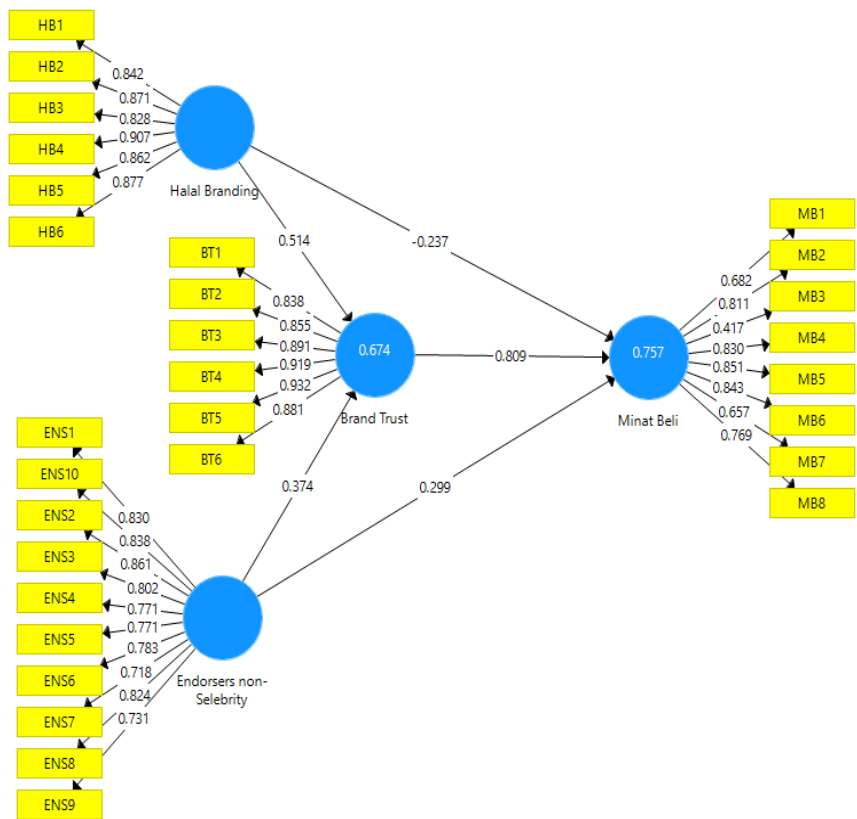 HB1
HB2
HB3
HB4
HB5
HB6
0.842
0.871
0.828
0.907
0.862
0.877
Halal Branding
0.514
-0.237
BT1
BT2
BT3
BT4
BT5
BT6
0.838
0.855
0.891
0.919
0.932
0.881
0.674
Brand Trust
0.809
0.374
0.299
MB1
MB2
MB3
MB4
MB5
MB6
MB7
MB8
0.682
0.811
0.417
0.830
0.851
0.843
0.657
0.769
0.757
Minat Beli
ENS1
ENS10
ENS2
ENS3
ENS4
ENS5
ENS6
ENS7
ENS8
ENS9
0.830
0.838
0.861
0.802
0.771
0.771
0.783
0.718
0.824
0.731
Endorsers non-
Selebrity